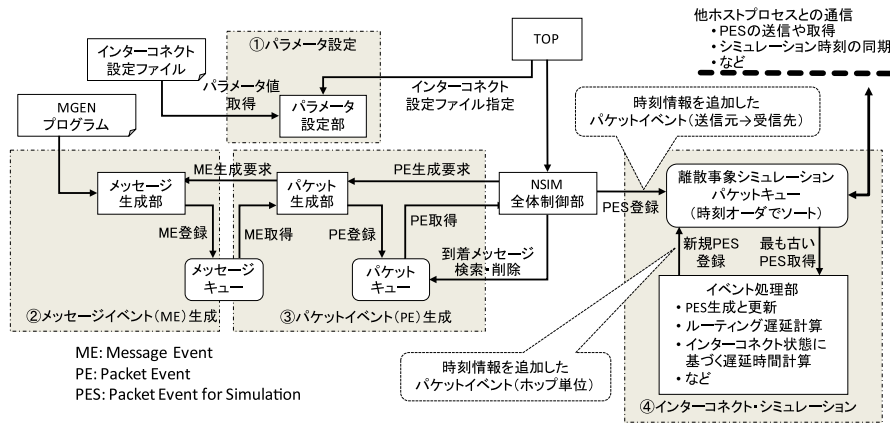 他ホストプロセスとの通信
・PESの送信や取得
・シミュレーション時刻の同期
・など
①パラメータ設定
TOP
インターコネクト
設定ファイル
パラメータ値
取得
パラメータ
設定部
インターコネクト
設定ファイル指定
MGEN
プログラム
時刻情報を追加した
パケットイベント(送信元→受信先)
メッセージ
生成部
ME生成要求
パケット
生成部
PE生成要求
NSIM
全体制御部
PES登録
離散事象シミュレーション
パケットキュー
(時刻オーダでソート)
ME登録
ME取得
PE登録
PE取得
メッセージ
キュー
パケット
キュー
到着メッセージ
検索・削除
新規PES
登録
最も古い
PES取得
イベント処理部
・PES生成と更新
・ルーティング遅延計算
・インターコネクト状態に
基づく遅延時間計算
・など
②メッセージイベント(ME)生成
③パケットイベント(PE)生成
④インターコネクト・シミュレーション
時刻情報を追加した
パケットイベント(ホップ単位)
ME: Message Event
PE: Packet Event
PES: Packet Event for Simulation